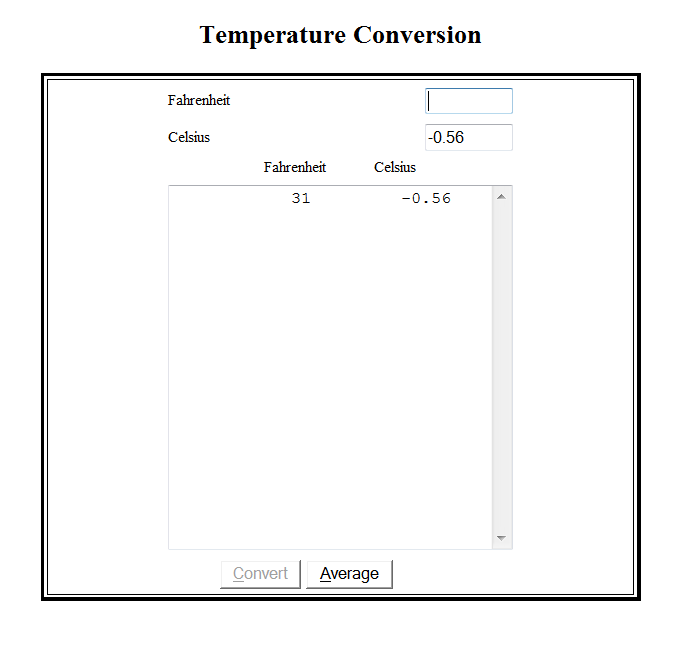 Temperature Conversion
Fahrenheit
Celsius -0.56
Fahrenheit Celsius
31 -0.56
Convert Average